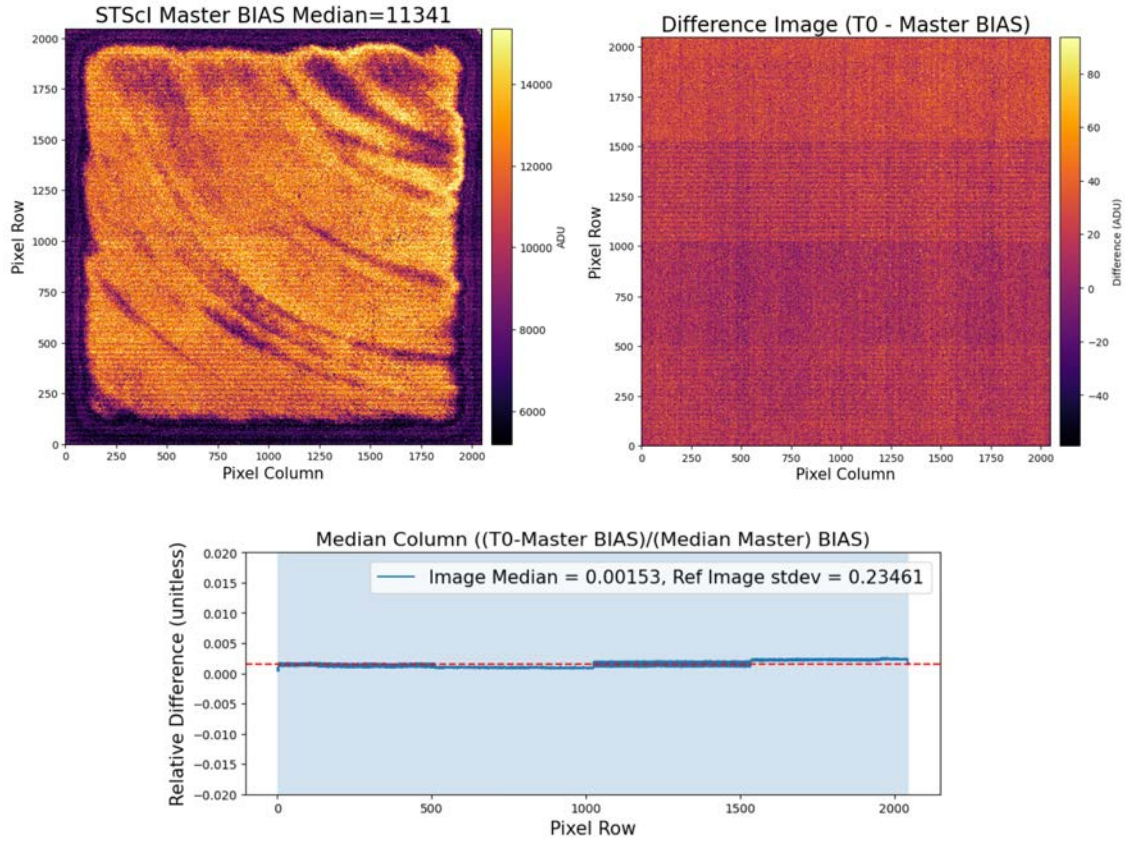 STScI Master BIAS Median=11341
2000
1750
1500
1250
1000
750
500
250
0
0 250 500 750 1000 1250 1500 1750 2000
Pixel Row
Pixel Column
14000
12000
10000
8000
6000
ADU
Difference Image (T0 - Master BIAS)
2000
1750
1500
1250
1000
750
500
250
0
0 250 500 750 1000 1250 1500 1750 2000
Pixel Row
Pixel Column
80
60
40
20
0
−20
−40
Difference (ADU)
Median Column ((T0-Master BIAS)/(Median Master) BIAS)
Image Median = 0.00153, Ref Image stdev = 0.23461
0.020
0.015
0.010
0.005
0.000
−0.005
−0.010
−0.015
−0.020
Relative Difference (unitless)
0 500 1000 1500 2000
Pixel Row